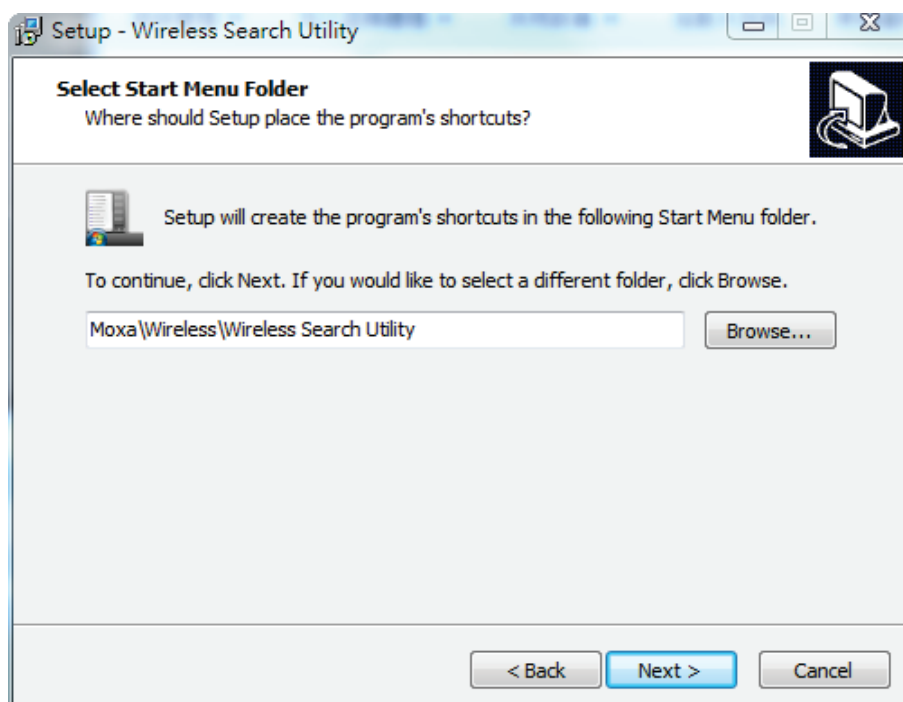 Setup - Wireless Search Utility
Select Start Menu Folder
Where should Setup place the program's shortcuts?
Setup will create the program's shortcuts in the following Start Menu folder.
To continue, click Next. If you would like to select a different folder, click Browse.
Moxa\Wireless\Wireless Search Utility
Browse...
< Back
Next >
Cancel